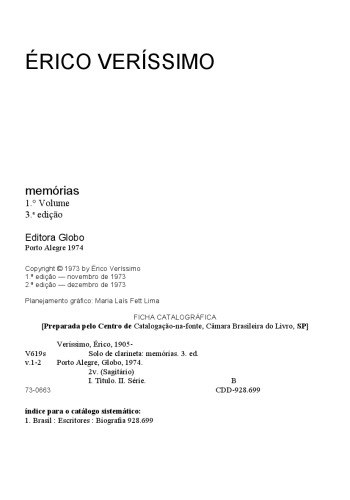 ÉRICO VERÍSSIMO
memórias
1.° Volume
3.ª edição
Editora Globo
Porto Alegre 1974
Copyright © 1973 by Érico Veríssimo
1.ª edição — novembro de 1973
2.ª edição — dezembro de 1973
Planejamento gráfico: Maria Laís Fett Lima
FICHA CATALOGRÁFICA
[Preparada pelo Centro de Catalogação-na-fonte, Câmara Brasileira do Livro, SP]
Veríssimo, Érico, 1905-
V619s Solo de clarineta: memórias. 3. ed.
v.1-2 Porto Alegre, Globo, 1974.
2v. (Sagitário)
I. Título. II. Série. B
73-0663 CDD-928.699
índice para o catálogo sistemático:
1. Brasil : Escritores : Biografia 928.699